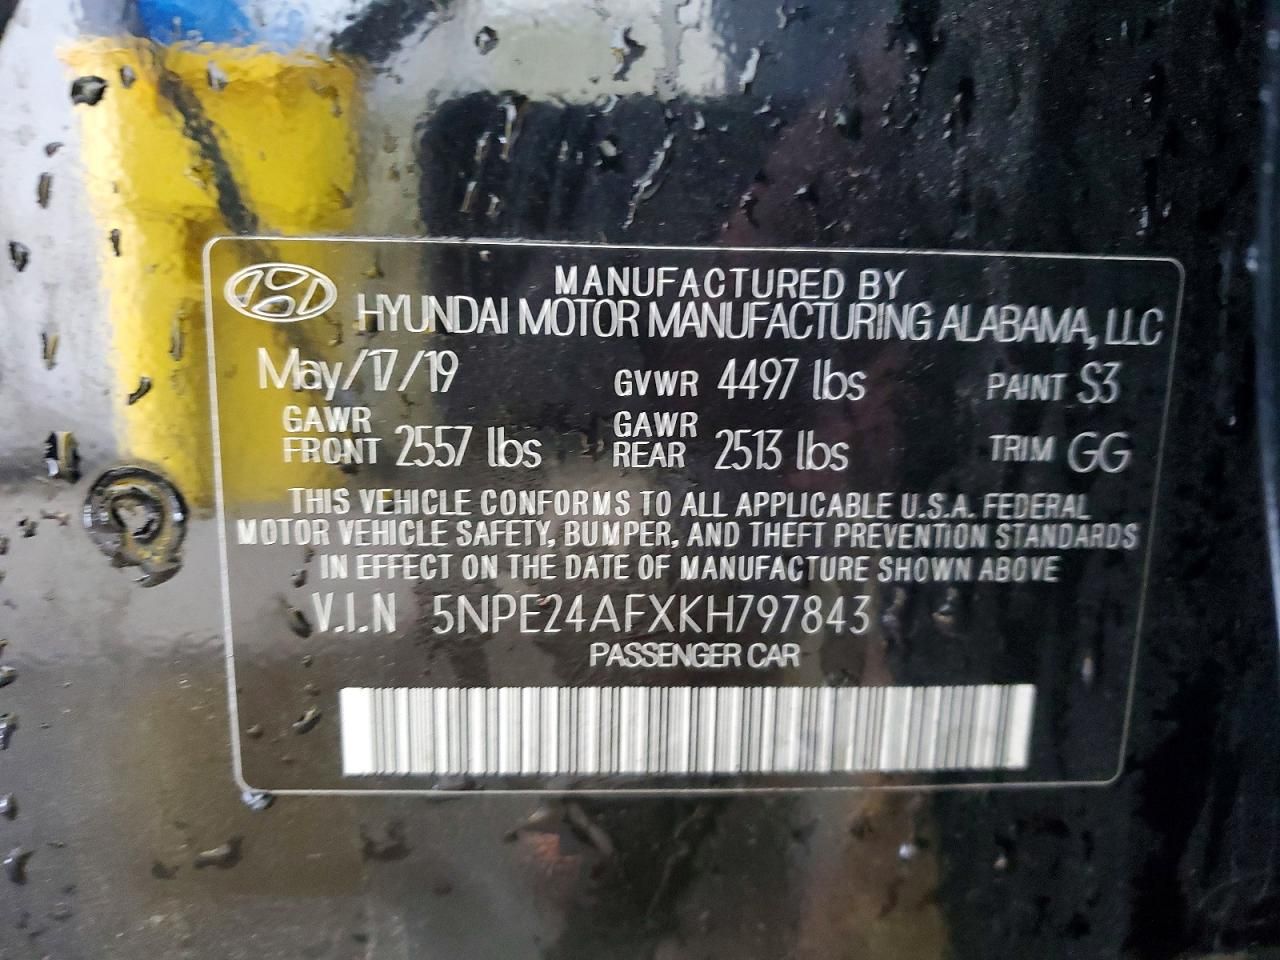 MANUFACTURED BY
HYUNDAI MOTOR MANUFACTURING ALABAMA, LLC
May/17/19 GVWR 4497 lbs PAINT S3
GAWR FRONT 2557 lbs GAWR REAR 2513 lbs TRIM GG
THIS VEHICLE CONFORMS TO ALL APPLICABLE U.S.A. FEDERAL
MOTOR VEHICLE SAFETY, BUMPER, AND THEFT PREVENTION STANDARDS
IN EFFECT ON THE DATE OF MANUFACTURE SHOWN ABOVE
V.I.N 5NPE24AFXKH797843
PASSENGER CAR